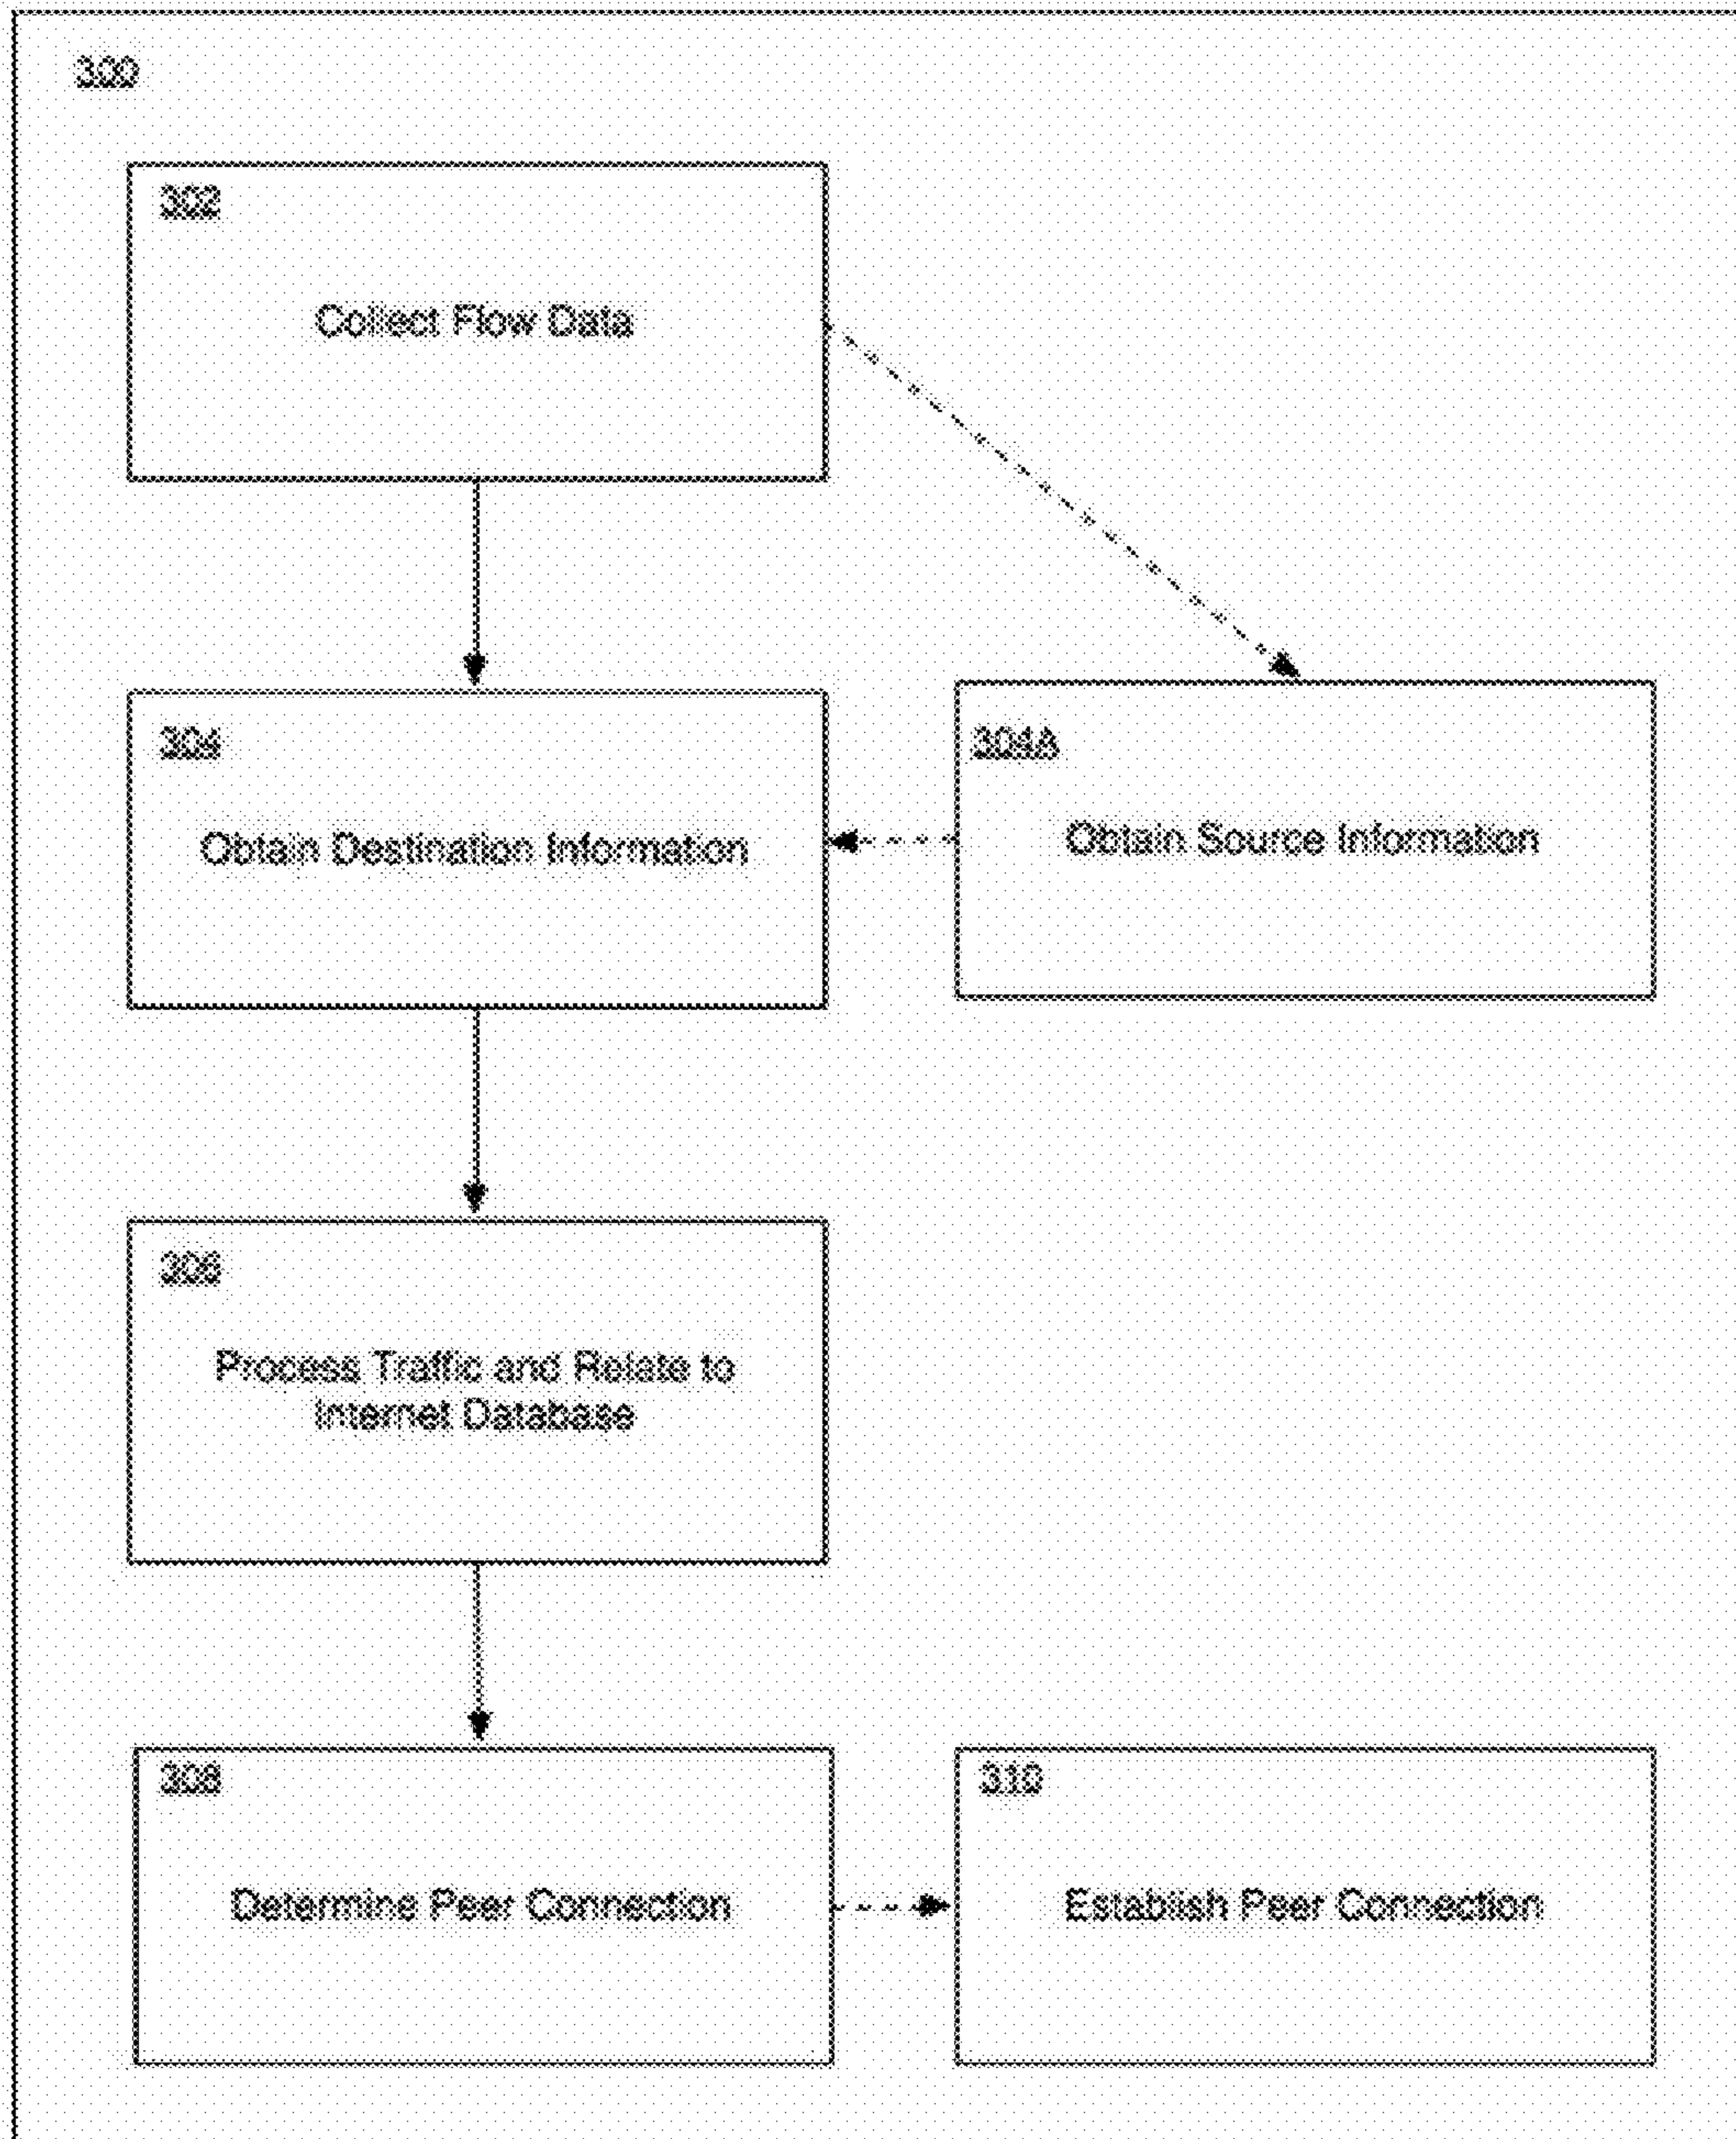 300
302
Collect Flow Data
304
Obtain Destination Information
304A
Obtain Source Information
306
Process Traffic and Relate to
Internet Database
308
Determine Peer Connection
310
Establish Peer Connection